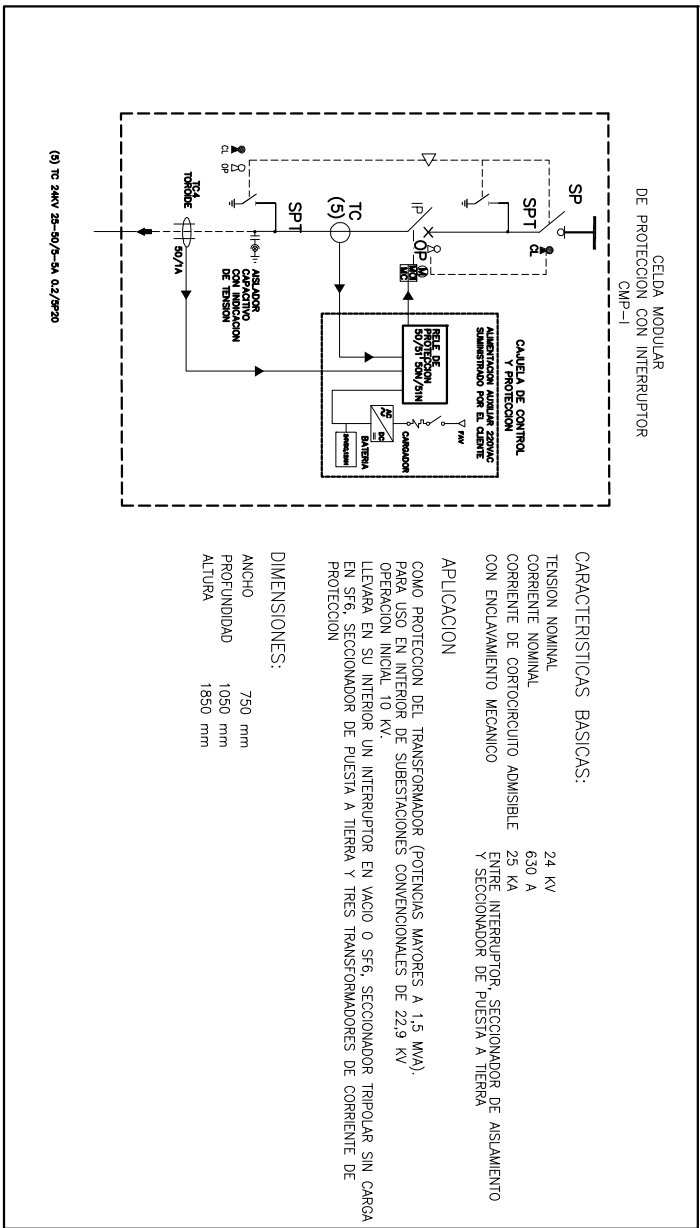 CELDA MODULAR
DE PROTECCION CON INTERRUPTOR
CMP-I
SP
CL
SPT
OP
IP
M
MC
TC
(5)
SPT
CL
OP
AISLADOR
CAPACITIVO
CON INDICACION
DE TENSION
TC4
TOROIDE
50/1A
CAJUELA DE CONTROL
Y PROTECCION
ALIMENTACION AUXILIAR 220VAC
SUMINISTRADO POR EL CLIENTE
RELE DE
PROTECCION
50/51 50N/51N
FAV
CARGADOR
AC
DC
BATERIA
(5) TC 24KV 25-50/5-5A 0.2/5P20
CARACTERISTICAS BASICAS:
TENSION NOMINAL 24 KV
CORRIENTE NOMINAL 630 A
CORRIENTE DE CORTOCIRCUITO ADMISIBLE 25 KA
CON ENCLAVAMIENTO MECANICO ENTRE INTERRUPTOR, SECCIONADOR DE AISLAMIENTO
Y SECCIONADOR DE PUESTA A TIERRA
APLICACION
COMO PROTECCION DEL TRANSFORMADOR (POTENCIAS MAYORES A 1,5 MVA).
PARA USO EN INTERIOR DE SUBESTACIONES CONVENCIONALES DE 22,9 KV
OPERACION INICIAL 10 KV.
LLEVARA EN SU INTERIOR UN INTERRUPTOR EN VACIO O SF6, SECCIONADOR TRIPOLAR SIN CARGA
EN SF6, SECCIONADOR DE PUESTA A TIERRA Y TRES TRANSFORMADORES DE CORRIENTE DE
PROTECCION
DIMENSIONES:
ANCHO 750 mm
PROFUNDIDAD 1050 mm
ALTURA 1850 mm